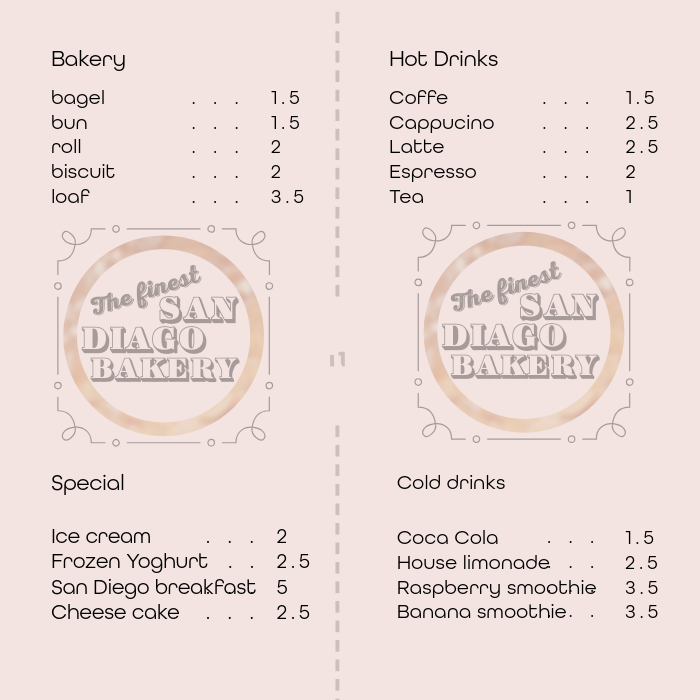 Bakery
bagel . . . 1.5
bun . . . 1.5
roll . . . 2
biscuit . . . 2
loaf . . . 3.5
The finest
SAN
DIAGO
BAKERY
Special
Ice cream . . . 2
Frozen Yoghurt . . 2.5
San Diego breakfast 5
Cheese cake . . . 2.5
Hot Drinks
Coffe . . . 1.5
Cappucino . . . 2.5
Latte . . . 2.5
Espresso . . . 2
Tea . . . 1
The finest
SAN
DIAGO
BAKERY
Cold drinks
Coca Cola . . . 1.5
House limonade . . . 2.5
Raspberry smoothie . 3.5
Banana smoothie . . 3.5